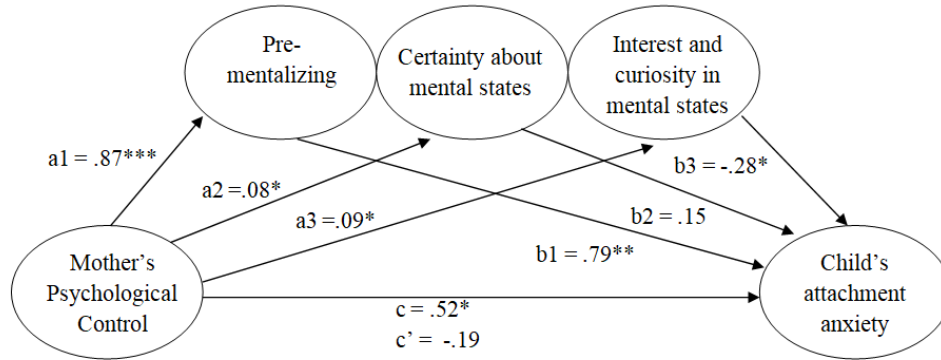 Pre-
mentalizing
Certainty about
mental states
Interest and
curiosity in
mental states
a1 = .87***
a2 =.08*
a3 =.09*
b3 = -.28*
b2 = .15
b1 = .79**
Mother’s
Psychological
Control
c = .52*
c’ = -.19
Child’s
attachment
anxiety